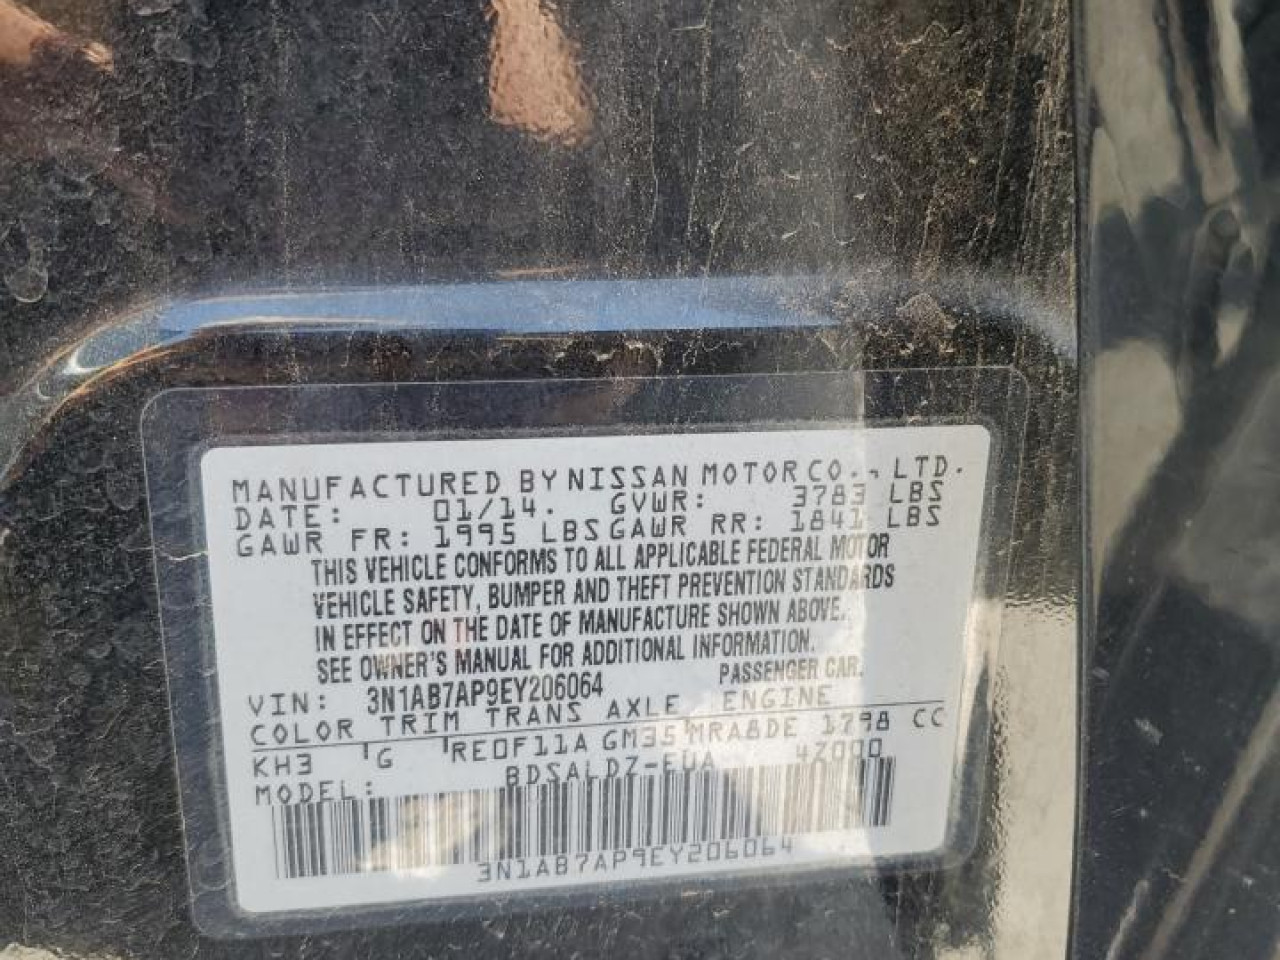 MANUFACTURED BY NISSAN MOTOR CO., LTD.
DATE: 01/14. GVWR: 3783 LBS
GAWR FR: 1995 LBS GAWR RR: 1841 LBS
THIS VEHICLE CONFORMS TO ALL APPLICABLE FEDERAL MOTOR
VEHICLE SAFETY, BUMPER AND THEFT PREVENTION STANDARDS
IN EFFECT ON THE DATE OF MANUFACTURE SHOWN ABOVE.
SEE OWNER'S MANUAL FOR ADDITIONAL INFORMATION.
VIN: 3N1AB7AP9EY206064 PASSENGER CAR.
COLOR TRIM TRANS AXLE ENGINE
KH3 G RE0F11A GM35 MRA8DE 1798 CC
MODEL: BDSALDZ-EUA 4Z000
3N1AB7AP9EY206064